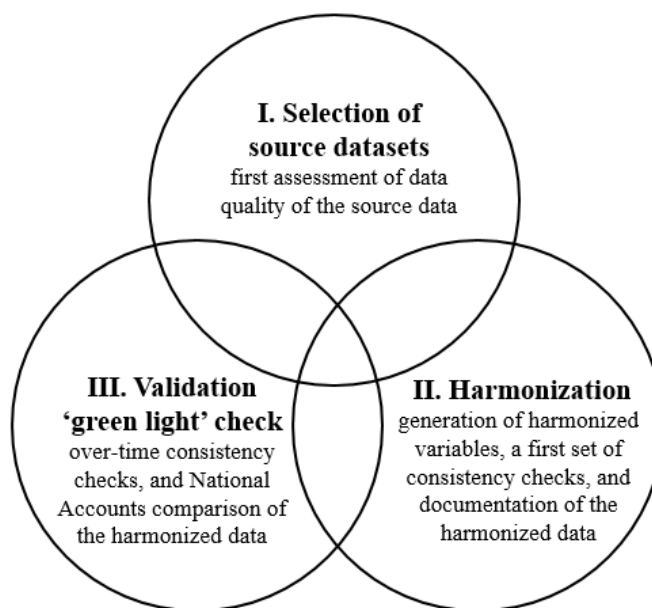 I. Selection of
source datasets
first assessment of data
quality of the source data
III. Validation
‘green light’ check
over-time consistency
checks, and National
Accounts comparison of
the harmonized data
II. Harmonization
generation of harmonized
variables, a first set of
consistency checks, and
documentation of the
harmonized data